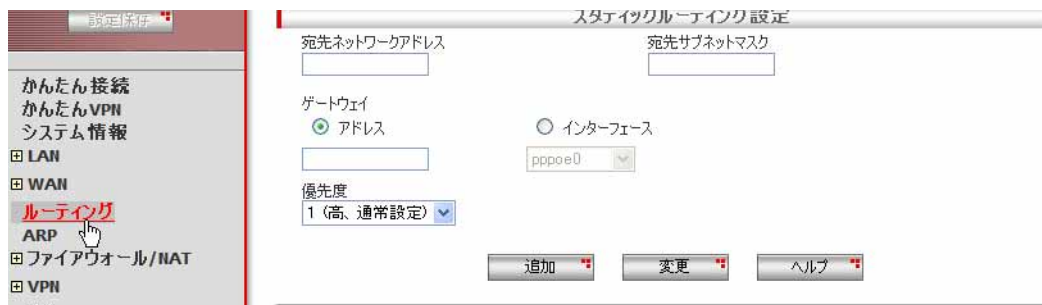 設定保存
かんたん接続
かんたんVPN
システム情報
LAN
WAN
ルーティング
ARP
ファイアウォール/NAT
VPN
スタティックルーティング設定
宛先ネットワークアドレス 宛先サブネットマスク
ゲートウェイ
アドレス インターフェース
pppoe0
優先度
1 (高、通常設定)
追加 変更 ヘルプ